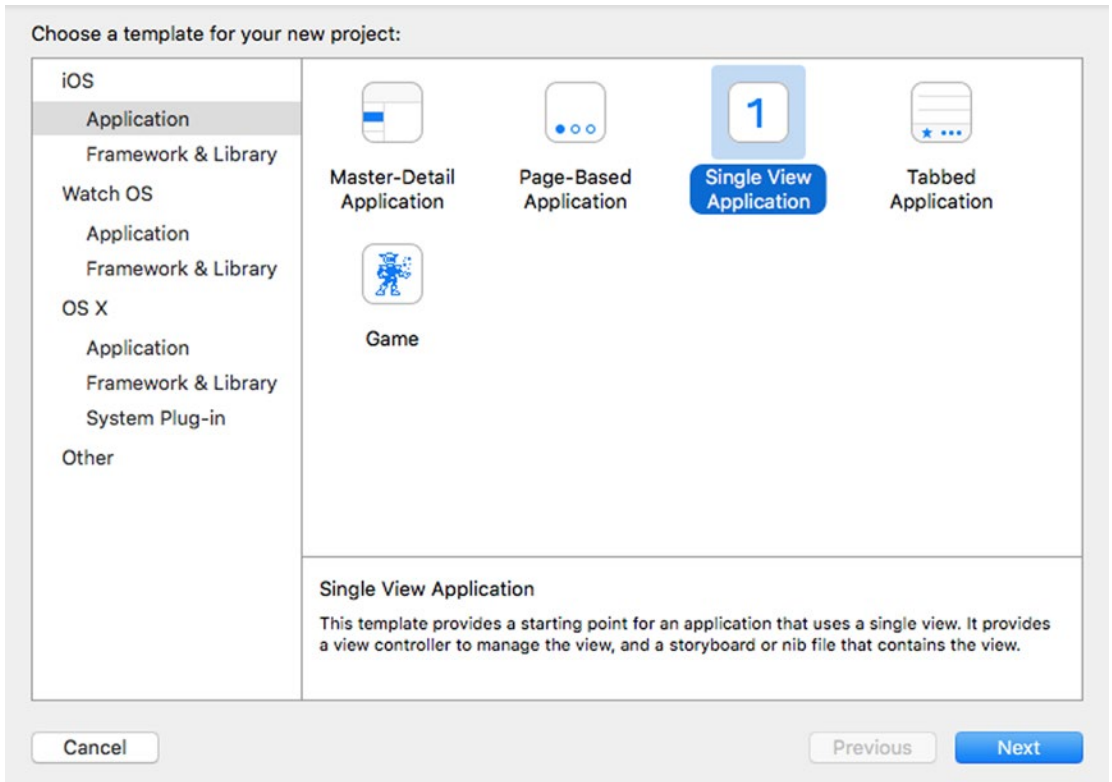 Choose a template for your new project:
iOS
Application
Framework & Library
Watch OS
Application
Framework & Library
OS X
Application
Framework & Library
System Plug-in
Other
Master-Detail
Application
Page-Based
Application
1
Single View
Application
Tabbed
Application
Game
Single View Application
This template provides a starting point for an application that uses a single view. It provides
a view controller to manage the view, and a storyboard or nib file that contains the view.
Cancel
Previous
Next